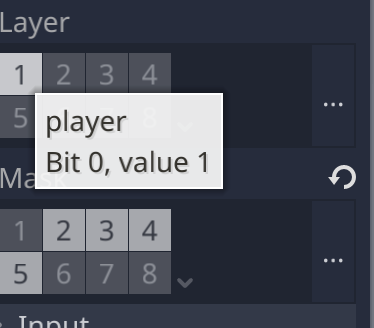 Layer
1 2 3 4
...
5 8
player
Bit 0, value 1
Mask
1 2 3 4
...
5 6 7 8
Input